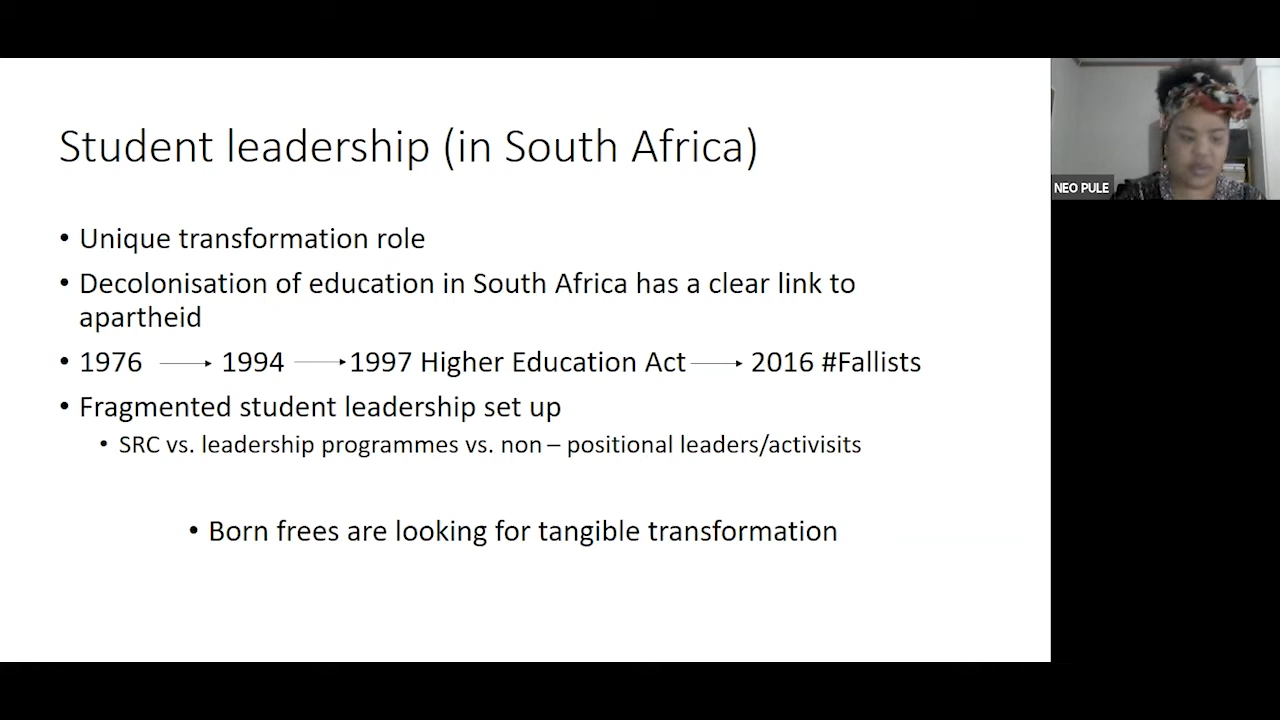 Student leadership (in South Africa)
• Unique transformation role
• Decolonisation of education in South Africa has a clear link to
apartheid
• 1976 → 1994 → 1997 Higher Education Act → 2016 #Fallists
• Fragmented student leadership set up
• SRC vs. leadership programmes vs. non – positional leaders/activisits
• Born frees are looking for tangible transformation
NEO PULE